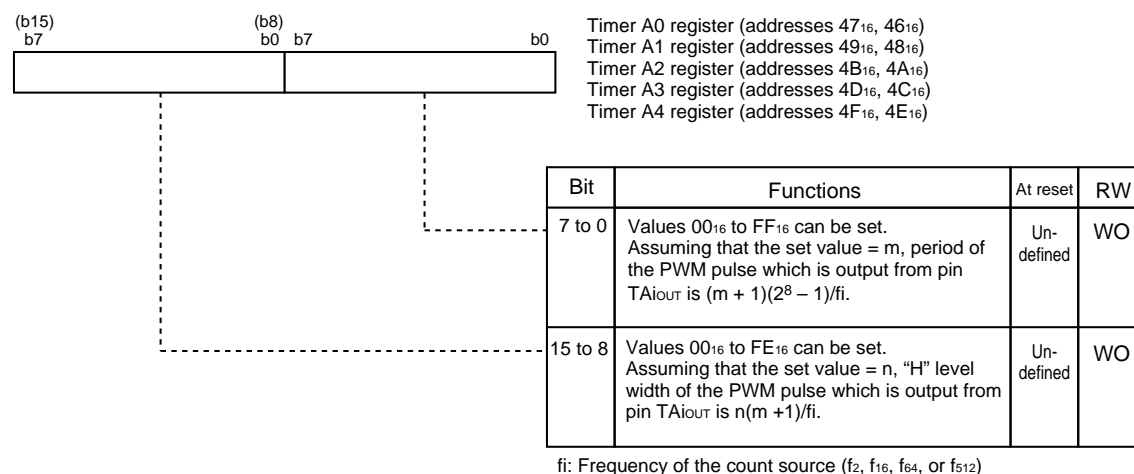 (b15) (b8)
b7 b0 b7 b0
Timer A0 register (addresses 47₁₆, 46₁₆)
Timer A1 register (addresses 49₁₆, 48₁₆)
Timer A2 register (addresses 4B₁₆, 4A₁₆)
Timer A3 register (addresses 4D₁₆, 4C₁₆)
Timer A4 register (addresses 4F₁₆, 4E₁₆)
Bit Functions At reset RW
7 to 0 Values 00₁₆ to FF₁₆ can be set. Un- WO
Assuming that the set value = m, period of defined
the PWM pulse which is output from pin
TAiOUT is (m + 1)(2⁸ – 1)/fi.
15 to 8 Values 00₁₆ to FE₁₆ can be set. Un- WO
Assuming that the set value = n, “H” level defined
width of the PWM pulse which is output from
pin TAiOUT is n(m +1)/fi.
fi: Frequency of the count source (f₂, f₁₆, f₆₄, or f₅₁₂)